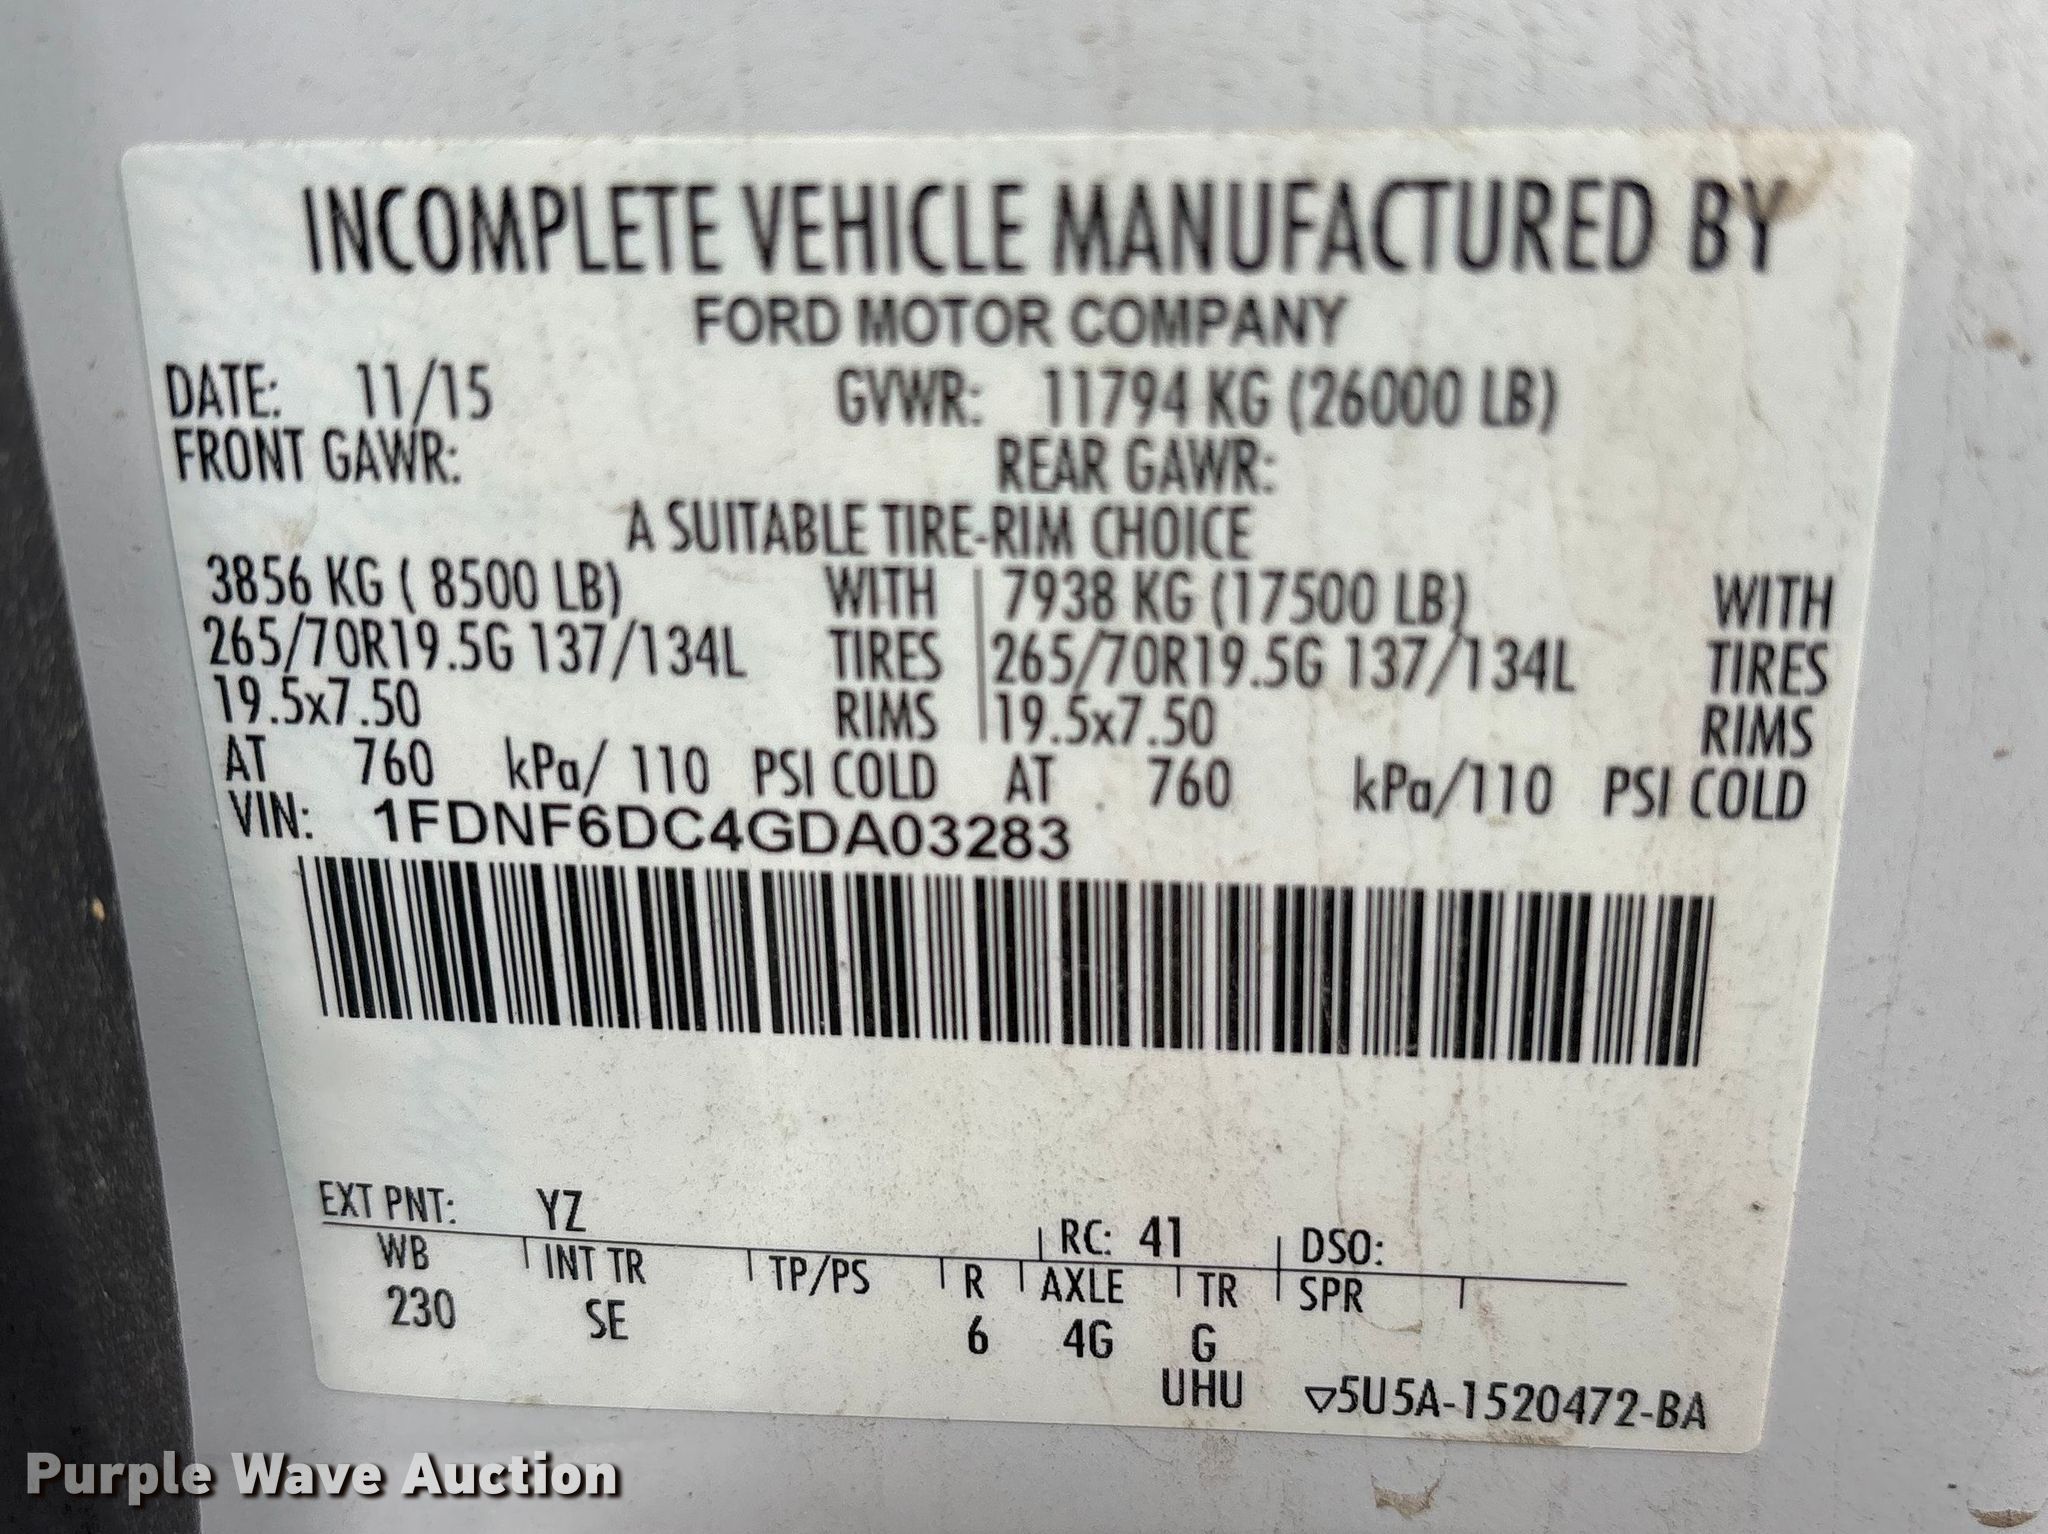 INCOMPLETE VEHICLE MANUFACTURED BY
FORD MOTOR COMPANY
DATE: 11/15 GVWR: 11794 KG (26000 LB)
FRONT GAWR: REAR GAWR:
A SUITABLE TIRE-RIM CHOICE
3856 KG ( 8500 LB) WITH 7938 KG (17500 LB) WITH
265/70R19.5G 137/134L TIRES 265/70R19.5G 137/134L TIRES
19.5x7.50 RIMS 19.5x7.50 RIMS
AT 760 kPa/ 110 PSI COLD AT 760 kPa/110 PSI COLD
VIN: 1FDNF6DC4GDA03283
EXT PNT: YZ RC: 41 DSO:
WB INT TR TP/PS R AXLE TR SPR
230 SE 6 4G G
UHU ▽5U5A-1520472-BA
Purple Wave Auction